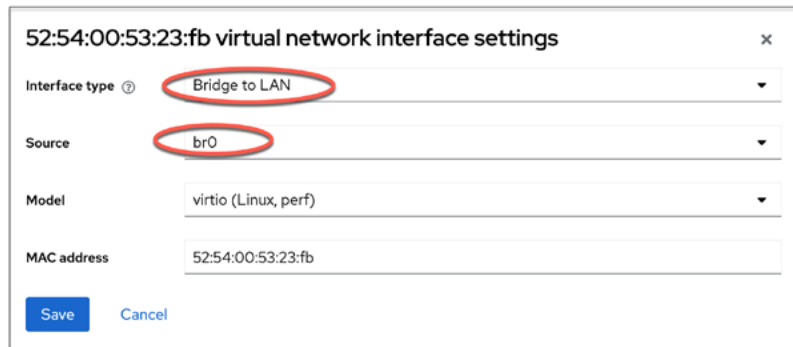 52:54:00:53:23:fb virtual network interface settings ×
Interface type ? Bridge to LAN
Source br0
Model virtio (Linux, perf)
MAC address 52:54:00:53:23:fb
Save Cancel